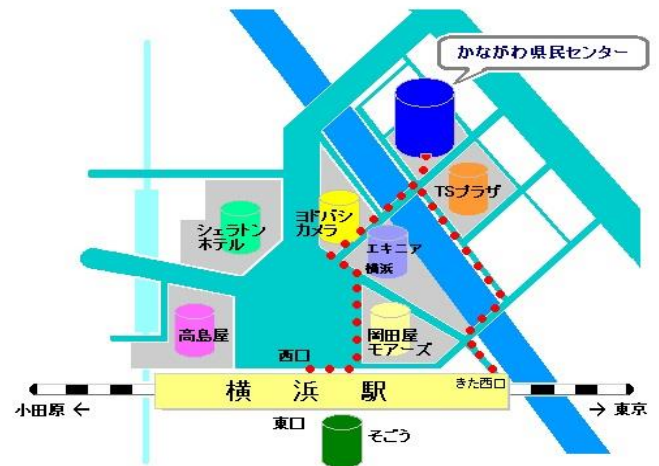 かながわ県民センター
TSプラザ
ヨドバシ
カメラ
シェラトン
ホテル
エキニア
横浜
高島屋
岡田屋
モアーズ
西口
きた西口
横浜駅
小田原 ←
→ 東京
東口
そごう